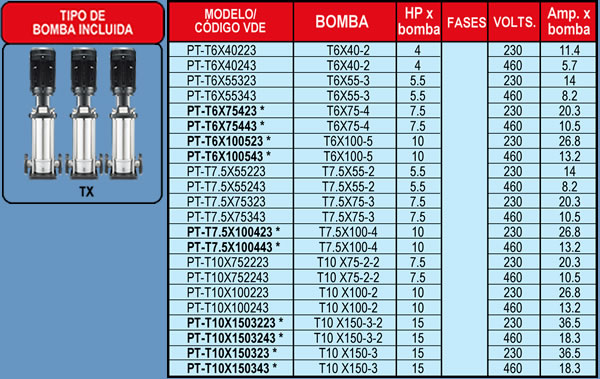 TIPO DE
BOMBA INCLUIDA
TX
MODELO/
CÓDIGO VDE
BOMBA
HP x
bomba
FASES
VOLTS.
Amp. x
bomba
PT-T6X40223 T6X40-2 4 230 11.4
PT-T6X40243 T6X40-2 4 460 5.7
PT-T6X55323 T6X55-3 5.5 230 14
PT-T6X55343 T6X55-3 5.5 460 8.2
PT-T6X75423 * T6X75-4 7.5 230 20.3
PT-T6X75443 * T6X75-4 7.5 460 10.5
PT-T6X100523 * T6X100-5 10 230 26.8
PT-T6X100543 * T6X100-5 10 460 13.2
PT-T7.5X55223 T7.5X55-2 5.5 230 14
PT-T7.5X55243 T7.5X55-2 5.5 460 8.2
PT-T7.5X75323 T7.5X75-3 7.5 230 20.3
PT-T7.5X75343 T7.5X75-3 7.5 460 10.5
PT-T7.5X100423 * T7.5X100-4 10 230 26.8
PT-T7.5X100443 * T7.5X100-4 10 460 13.2
PT-T10X752223 T10 X75-2-2 7.5 230 20.3
PT-T10X752243 T10 X75-2-2 7.5 460 10.5
PT-T10X100223 T10 X100-2 10 230 26.8
PT-T10X100243 T10 X100-2 10 460 13.2
PT-T10X1503223 * T10 X150-3-2 15 230 36.5
PT-T10X1503243 * T10 X150-3-2 15 460 18.3
PT-T10X150323 * T10 X150-3 15 230 36.5
PT-T10X150343 * T10 X150-3 15 460 18.3